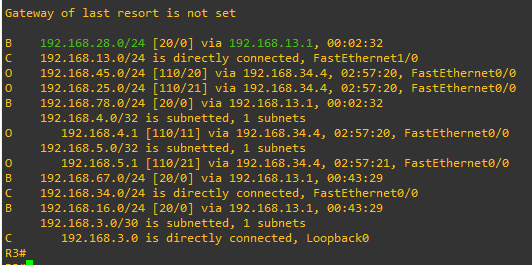 Gateway of last resort is not set
B    192.168.28.0/24 [20/0] via 192.168.13.1, 00:02:32
C    192.168.13.0/24 is directly connected, FastEthernet1/0
O    192.168.45.0/24 [110/20] via 192.168.34.4, 02:57:20, FastEthernet0/0
O    192.168.25.0/24 [110/21] via 192.168.34.4, 02:57:20, FastEthernet0/0
B    192.168.78.0/24 [20/0] via 192.168.13.1, 00:02:32
     192.168.4.0/32 is subnetted, 1 subnets
O       192.168.4.1 [110/11] via 192.168.34.4, 02:57:20, FastEthernet0/0
     192.168.5.0/32 is subnetted, 1 subnets
O       192.168.5.1 [110/21] via 192.168.34.4, 02:57:21, FastEthernet0/0
B    192.168.67.0/24 [20/0] via 192.168.13.1, 00:43:29
C    192.168.34.0/24 is directly connected, FastEthernet0/0
B    192.168.16.0/24 [20/0] via 192.168.13.1, 00:43:29
     192.168.3.0/30 is subnetted, 1 subnets
C       192.168.3.0 is directly connected, Loopback0
R3#